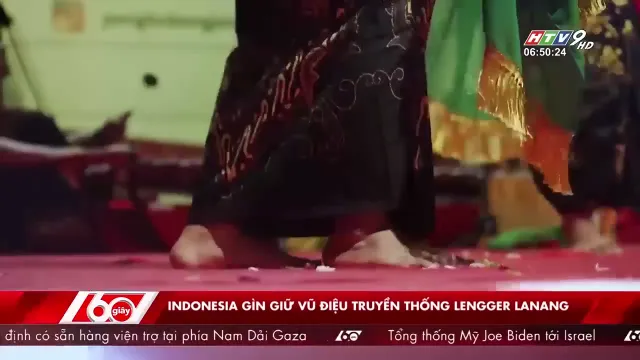 HTV9 HD
06:50:24
60 giây
INDONESIA GÌN GIỮ VŨ ĐIỆU TRUYỀN THỐNG LENGGER LANANG
định có sẵn hàng viện trợ tại phía Nam Dải Gaza
60
Tổng thống Mỹ Joe Biden tới Israel